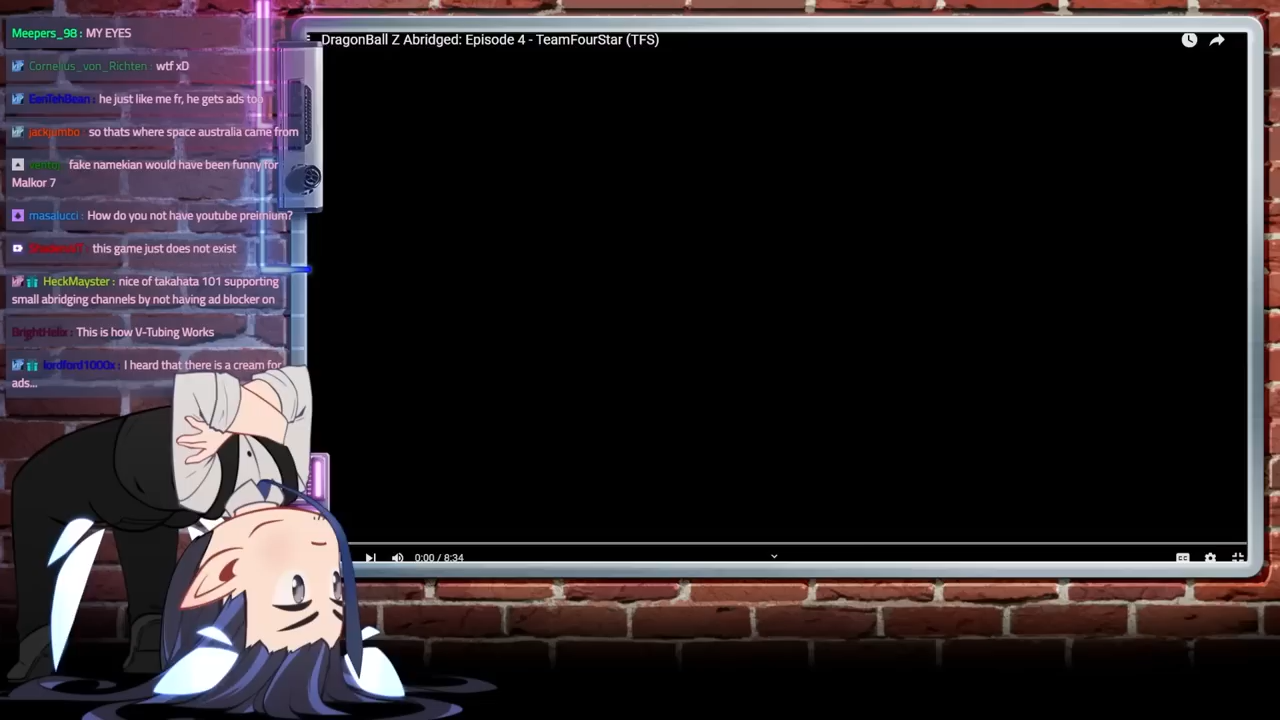 Meepers_98 : MY EYES
Cornelius_von_Richten : wtf xD
EenTehBean : he just like me fr, he gets ads too
jackjumbo : so thats where space australia came from
fake namekian would have been funny for
Malkor 7
masalucci : How do you not have youtube preimium?
this game just does not exist
HeckMayster : nice of takahata 101 supporting
small abridging channels by not having ad blocker on
BrightHelix : This is how V-Tubing Works
lordford1000x : I heard that there is a cream for
ads...
DragonBall Z Abridged: Episode 4 - TeamFourStar (TFS)
0:00 / 8:34
CC